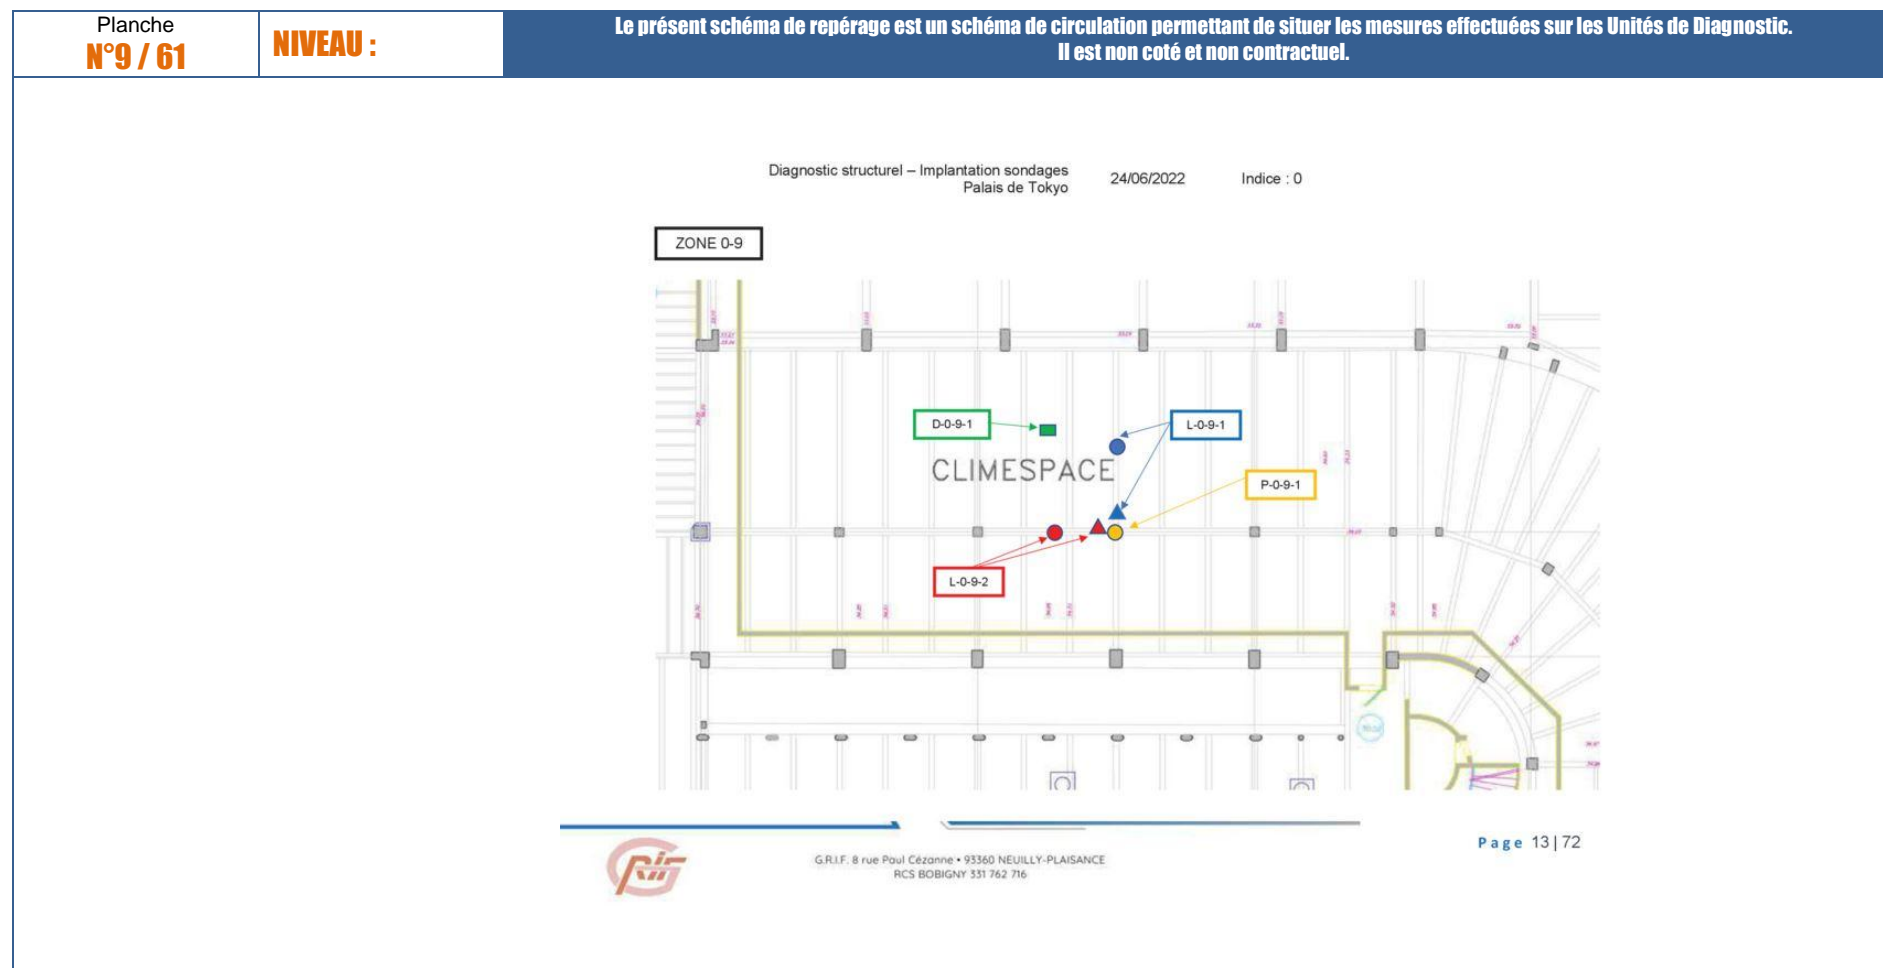 Planche
N°9 / 61
NIVEAU :
Le présent schéma de repérage est un schéma de circulation permettant de situer les mesures effectuées sur les Unités de Diagnostic.
Il est non coté et non contractuel.
Diagnostic structurel – Implantation sondages
Palais de Tokyo
24/06/2022
Indice : 0
ZONE 0-9
D-0-9-1
L-0-9-1
CLIMESPACE
P-0-9-1
L-0-9-2
Page 13 | 72
G.R.I.F. 8 rue Paul Cézanne • 93360 NEUILLY-PLAISANCE
RCS BOBIGNY 331 762 716